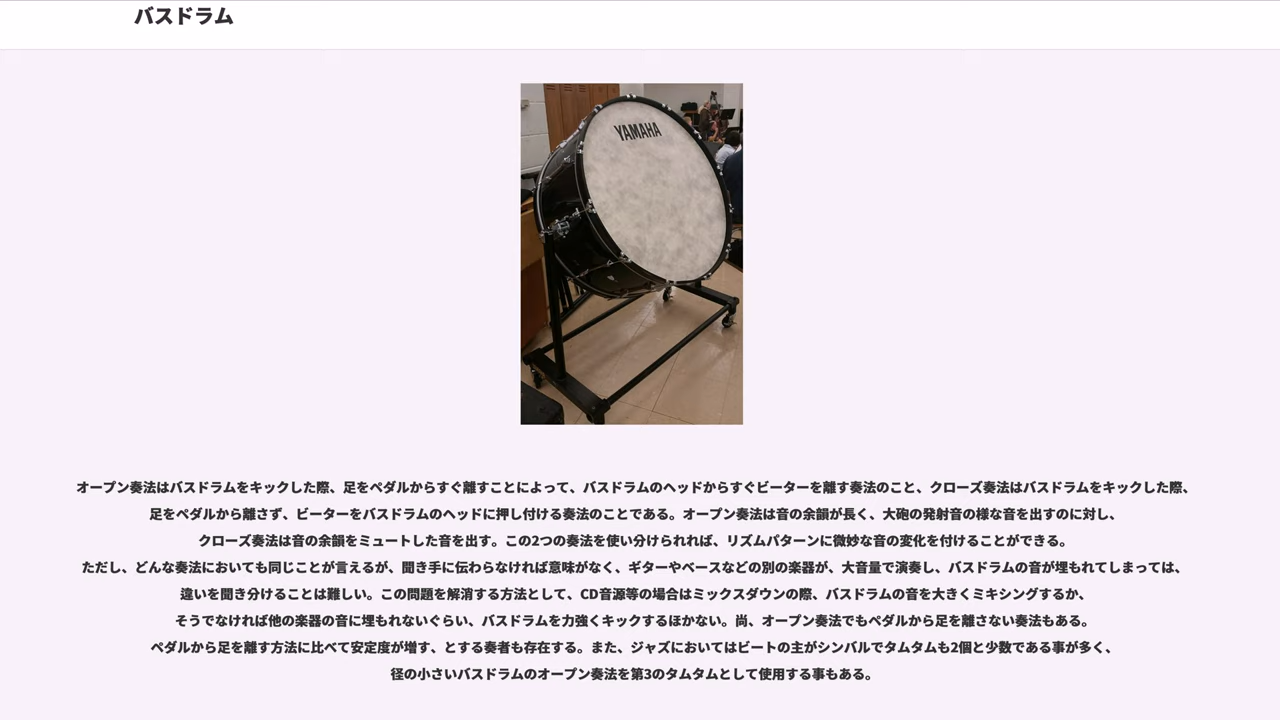 バスドラム
YAMAHA
オープン奏法はバスドラムをキックした際、足をペダルからすぐ離すことによって、バスドラムのヘッドからすぐビーターを離す奏法のこと、クローズ奏法はバスドラムをキックした際、
足をペダルから離さず、ビーターをバスドラムのヘッドに押し付ける奏法のことである。オープン奏法は音の余韻が長く、大砲の発射音の様な音を出すのに対し、
クローズ奏法は音の余韻をミュートした音を出す。この2つの奏法を使い分けられれば、リズムパターンに微妙な音の変化を付けることができる。
ただし、どんな奏法においても同じことが言えるが、聞き手に伝わらなければ意味がなく、ギターやベースなどの別の楽器が、大音量で演奏し、バスドラムの音が埋もれてしまっては、
違いを聞き分けることは難しい。この問題を解消する方法として、CD音源等の場合はミックスダウンの際、バスドラムの音を大きくミキシングするか、
そうでなければ他の楽器の音に埋もれないぐらい、バスドラムを力強くキックするほかない。尚、オープン奏法でもペダルから足を離さない奏法もある。
ペダルから足を離す方法に比べて安定度が増す、とする奏者も存在する。また、ジャズにおいてはビートの主がシンバルでタムタムも2個と少数である事が多く、
径の小さいバスドラムのオープン奏法を第3のタムタムとして使用する事もある。